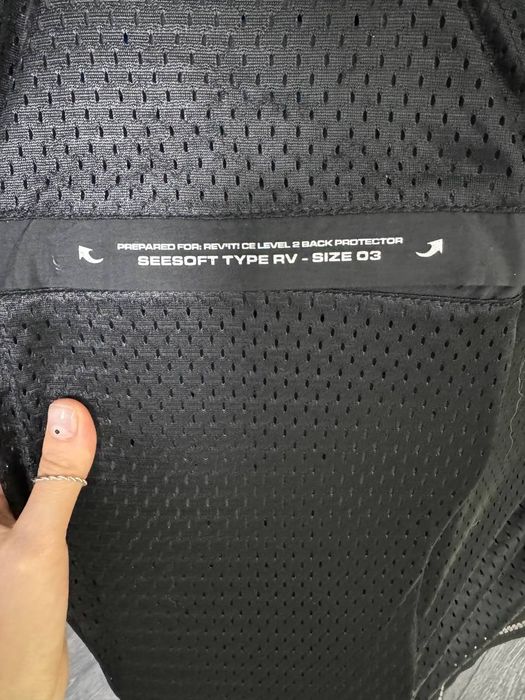 PREPARED FOR: REV'IT! CE LEVEL 2 BACK PROTECTOR
SEESOFT TYPE RV - SIZE 03